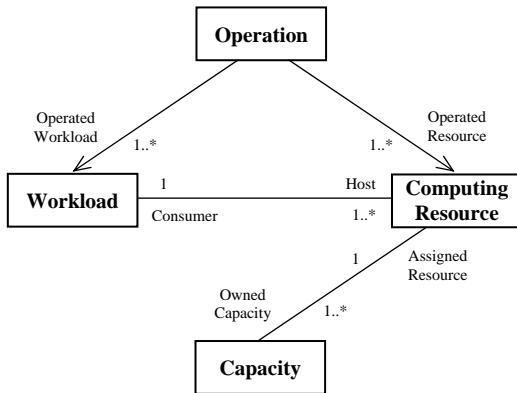 Operation
Operated
Workload
Operated
Resource
1..*
1..*
Workload
1
Host
Computing
Resource
Consumer
1..*
1
Assigned
Resource
Owned
Capacity
1..*
Capacity